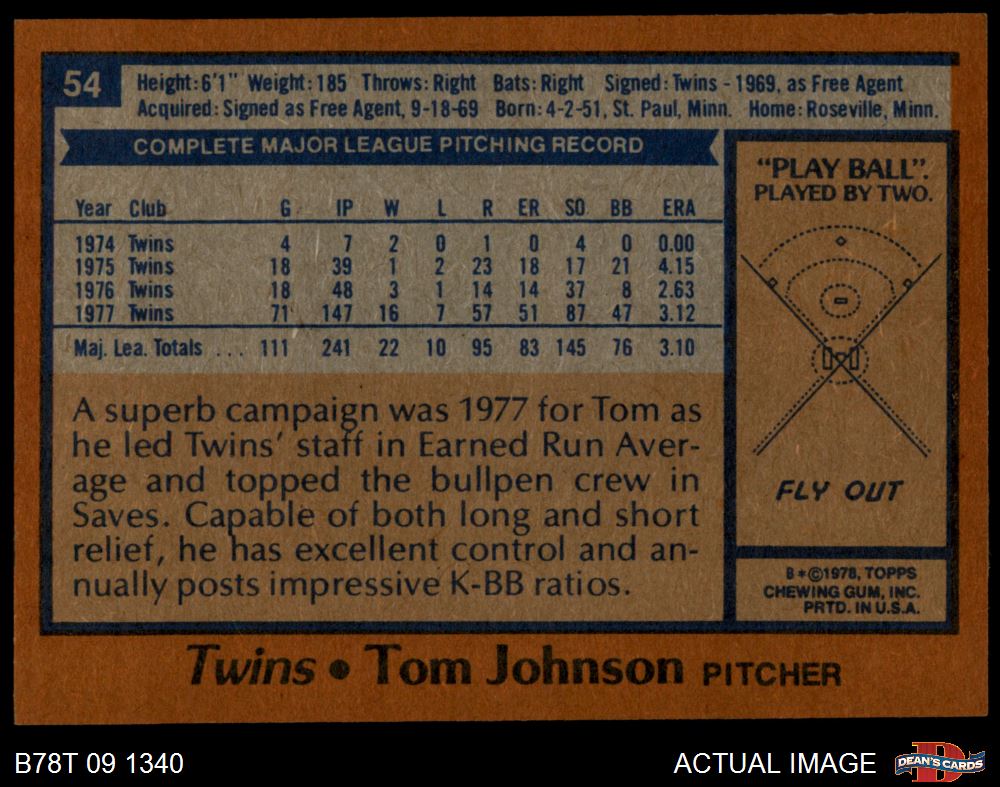 54
Height: 6'1" Weight: 185 Throws: Right Bats: Right Signed: Twins - 1969, as Free Agent
Acquired: Signed as Free Agent, 9-18-69 Born: 4-2-51, St. Paul, Minn. Home: Roseville, Minn.
COMPLETE MAJOR LEAGUE PITCHING RECORD
Year Club G IP W L R ER SO BB ERA
1974 Twins 4 7 2 0 1 0 4 0 0.00
1975 Twins 18 39 1 2 23 18 17 21 4.15
1976 Twins 18 48 3 1 14 14 37 8 2.63
1977 Twins 71 147 16 7 57 51 87 47 3.12
Maj. Lea. Totals ... 111 241 22 10 95 83 145 76 3.10
A superb campaign was 1977 for Tom as
he led Twins' staff in Earned Run Aver-
age and topped the bullpen crew in
Saves. Capable of both long and short
relief, he has excellent control and an-
nually posts impressive K-BB ratios.
"PLAY BALL".
PLAYED BY TWO.
FLY OUT
B*©1978, TOPPS
CHEWING GUM, INC.
PRTD. IN U.S.A.
Twins • Tom Johnson PITCHER
B78T 09 1340
ACTUAL IMAGE
DEAN'S CARDS